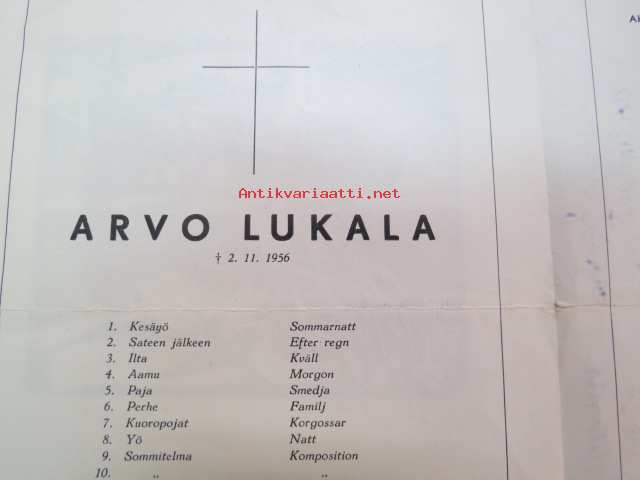 Antikvariaatti.net
ARVO LUKALA
† 2. 11. 1956
1. Kesäyö Sommarnatt
2. Sateen jälkeen Efter regn
3. Ilta Kväll
4. Aamu Morgon
5. Paja Smedja
6. Perhe Familj
7. Kuoropojat Korgossar
8. Yö Natt
9. Sommitelma Komposition
10. „ „